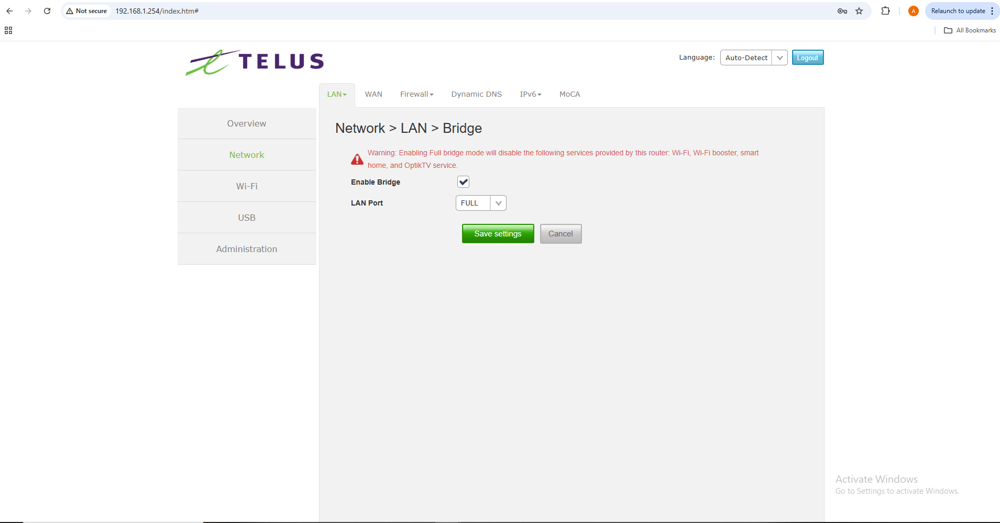 Not secure 192.168.1.254/index.htm# A Relaunch to update
All Bookmarks
TELUS
Language: Auto-Detect Logout
LAN WAN Firewall Dynamic DNS IPv6 MoCA
Overview
Network
Wi-Fi
USB
Administration
Network > LAN > Bridge
Warning: Enabling Full bridge mode will disable the following services provided by this router: Wi-Fi, Wi-Fi booster, smart
home, and OptikTV service.
Enable Bridge
LAN Port FULL
Save settings Cancel
Activate Windows
Go to Settings to activate Windows.